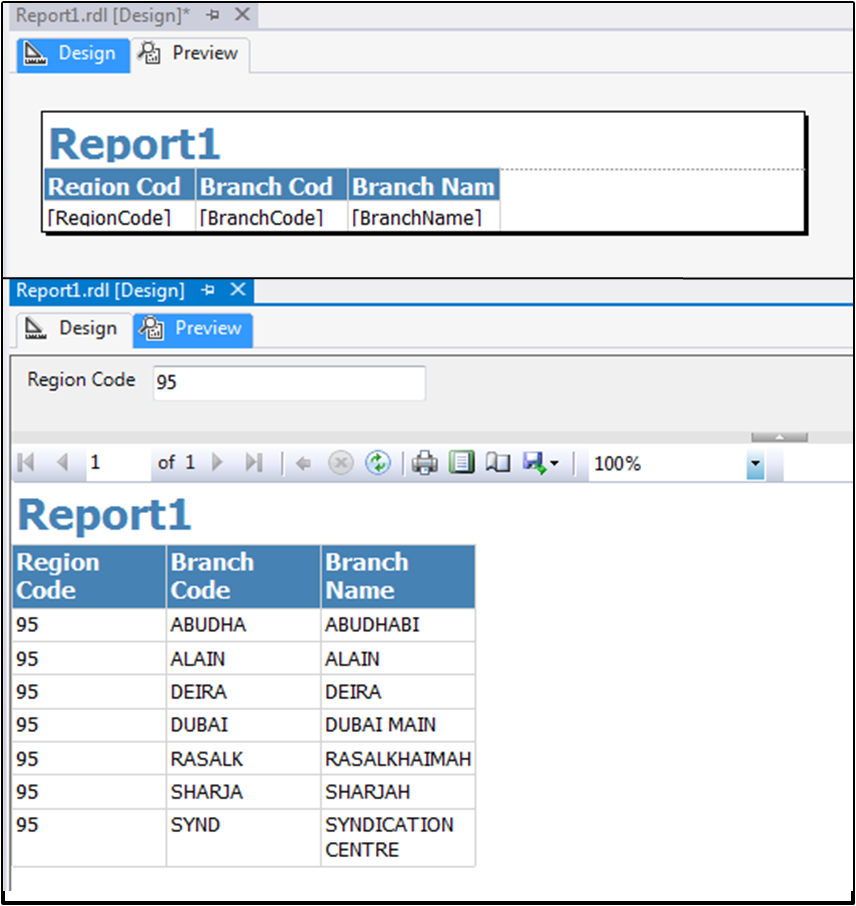 Report1.rdl [Design]*
Design Preview
Report1
Region Cod Branch Cod Branch Nam
[RegionCode] [BranchCode] [BranchName]
Report1.rdl [Design]
Design Preview
Region Code 95
1 of 1 100%
Report1
Region Code Branch Code Branch Name
95 ABUDHA ABUDHABI
95 ALAIN ALAIN
95 DEIRA DEIRA
95 DUBAI DUBAI MAIN
95 RASALK RASALKHAIMAH
95 SHARJA SHARJAH
95 SYND SYNDICATION
CENTRE